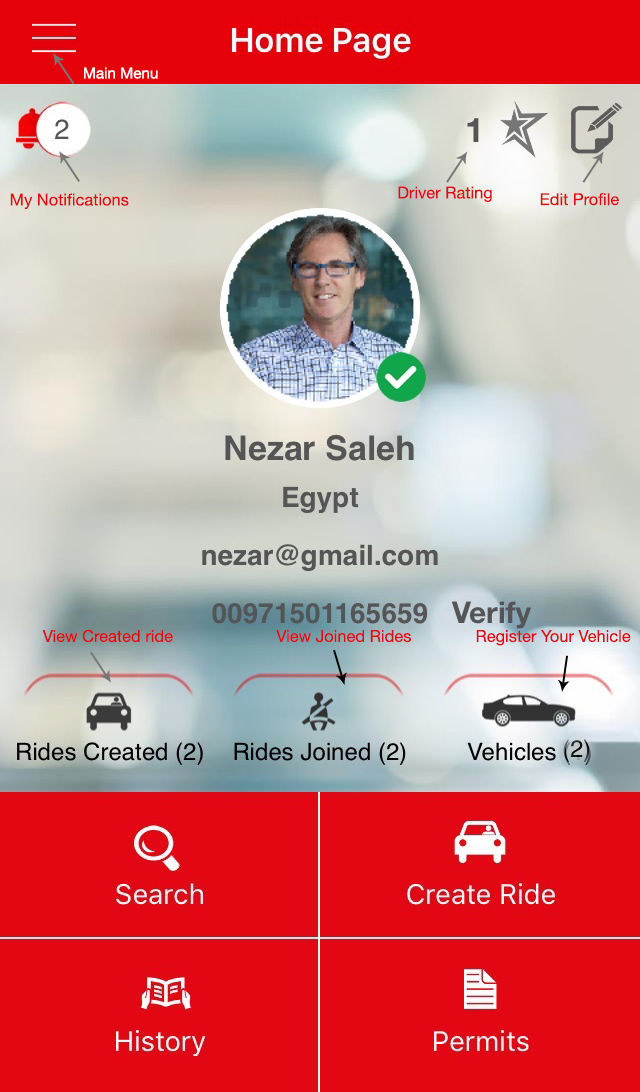 Home Page
Main Menu
2
1
My Notifications
Driver Rating
Edit Profile
Nezar Saleh
Egypt
nezar@gmail.com
00971501165659 Verify
View Created ride
View Joined Rides
Register Your Vehicle
Rides Created (2)
Rides Joined (2)
Vehicles (2)
Search
Create Ride
History
Permits